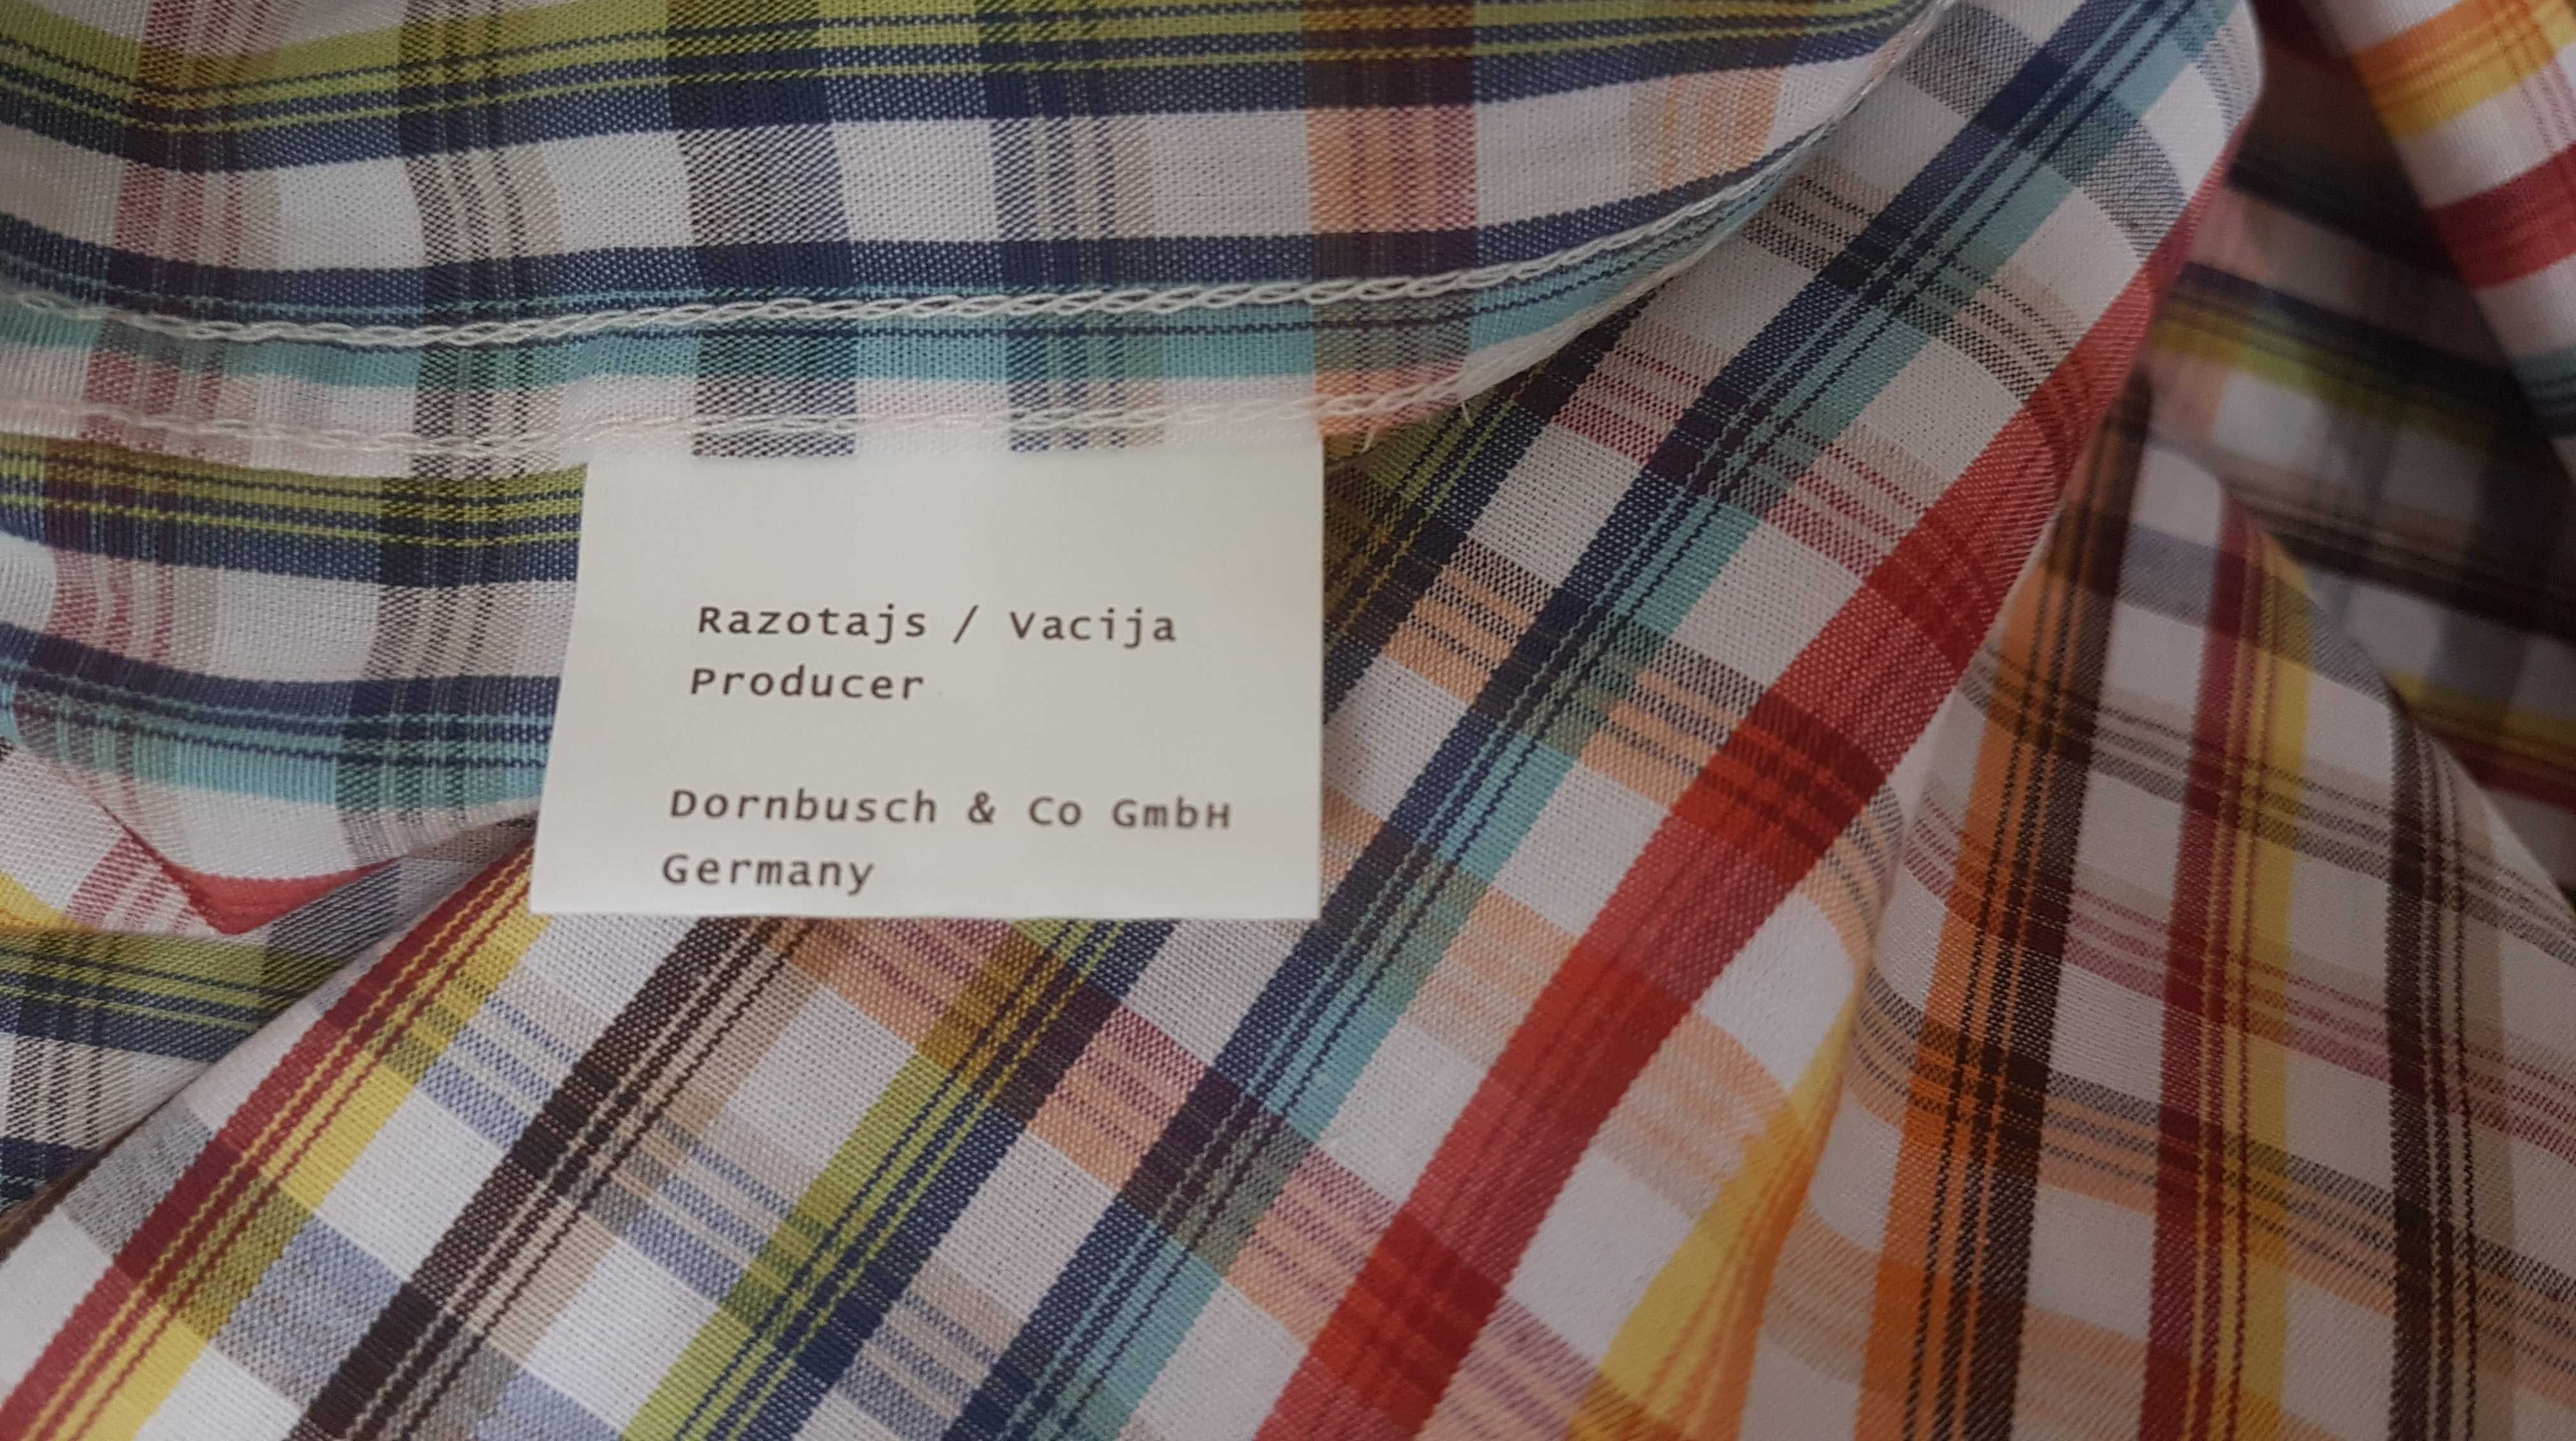 Razotajs / Vacija
Producer
Dornbusch & Co GmbH
Germany